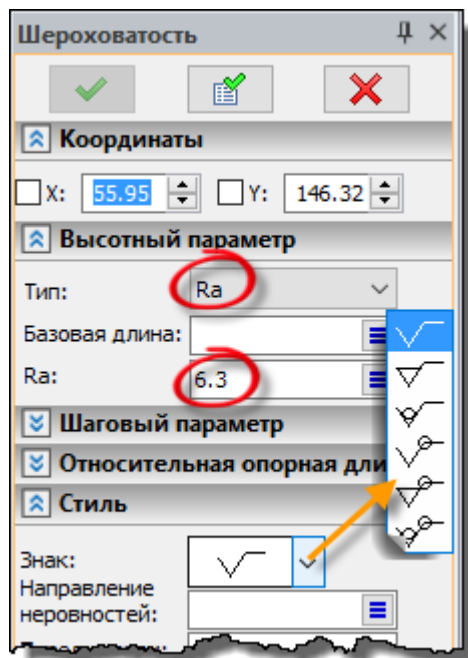 Шероховатость
Координаты
X: 55.95 Y: 146.32
Высотный параметр
Тип: Ra
Базовая длина:
Ra: 6.3
Шаговый параметр
Относительная опорная дли
Стиль
Знак:
Направление
неровностей: